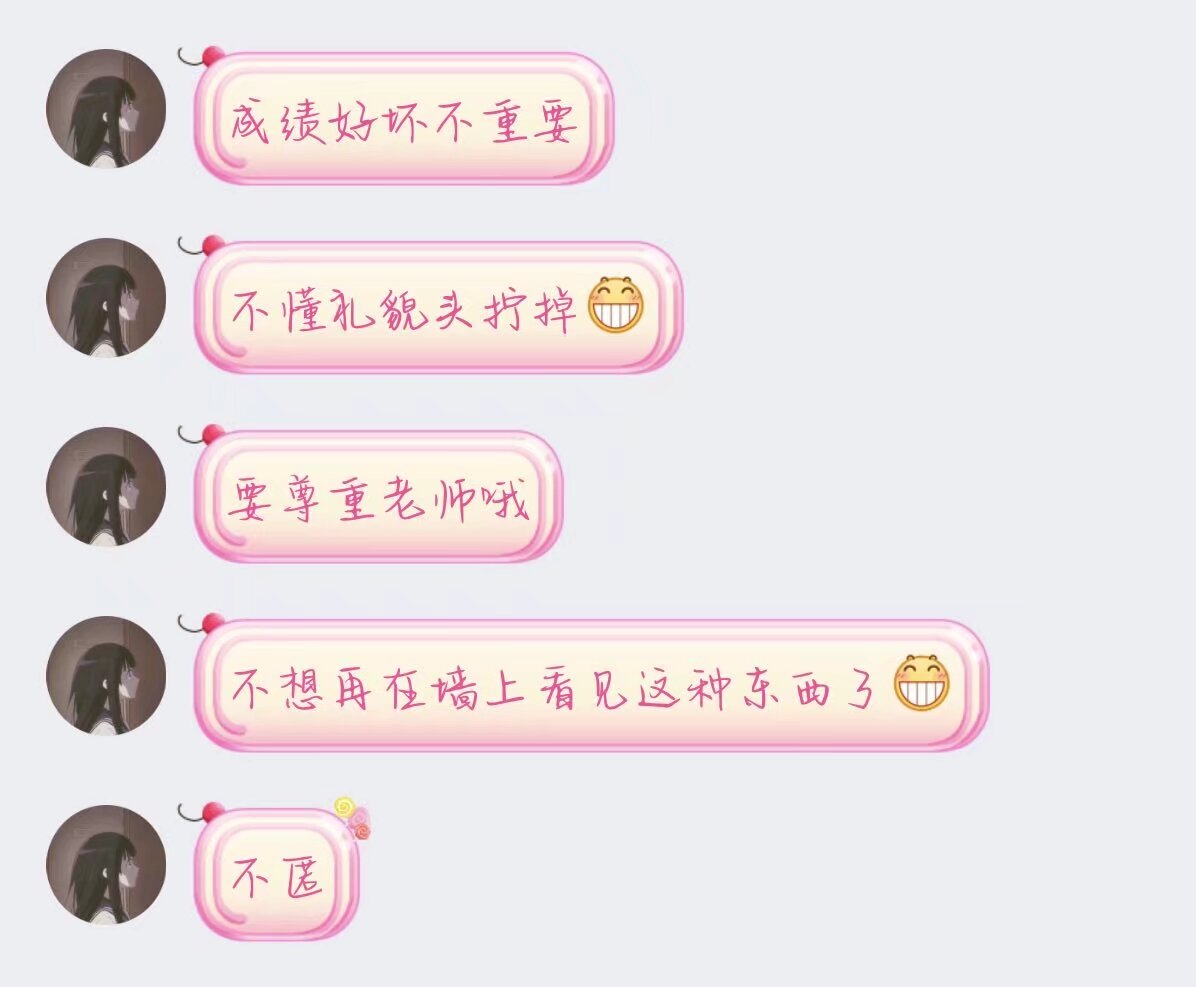 成绩好坏不重要
不懂礼貌头拧掉
要尊重老师哦
不想再在墙上看见这种东西了
不匿